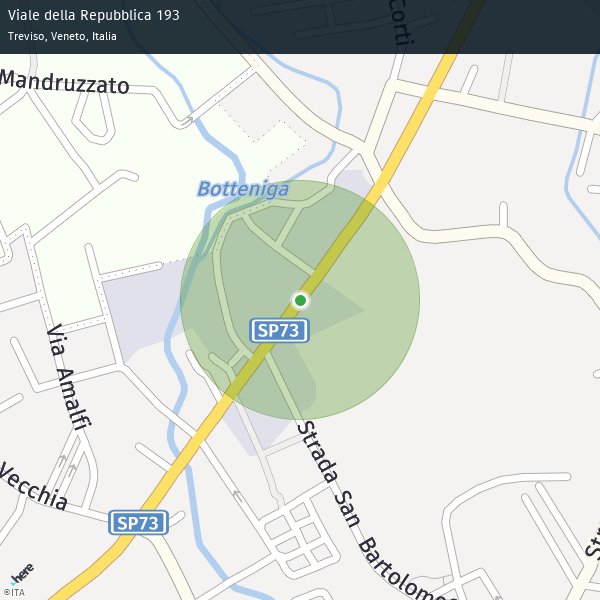 Viale della Repubblica 193
Treviso, Veneto, Italia
Corti
Mandruzzato
Botteniga
SP73
Via Amalfi
Strada San Bartolomeo
Vecchia
SP73
St
here
©ITA